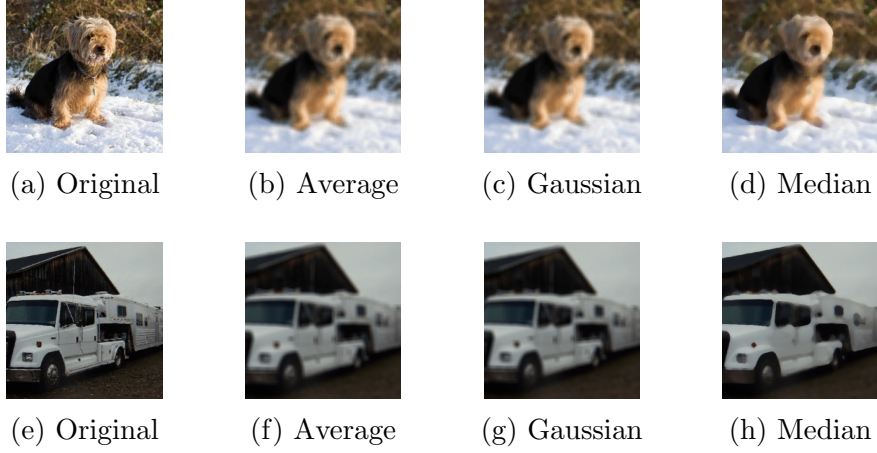 (a) Original (b) Average (c) Gaussian (d) Median
(e) Original (f) Average (g) Gaussian (h) Median